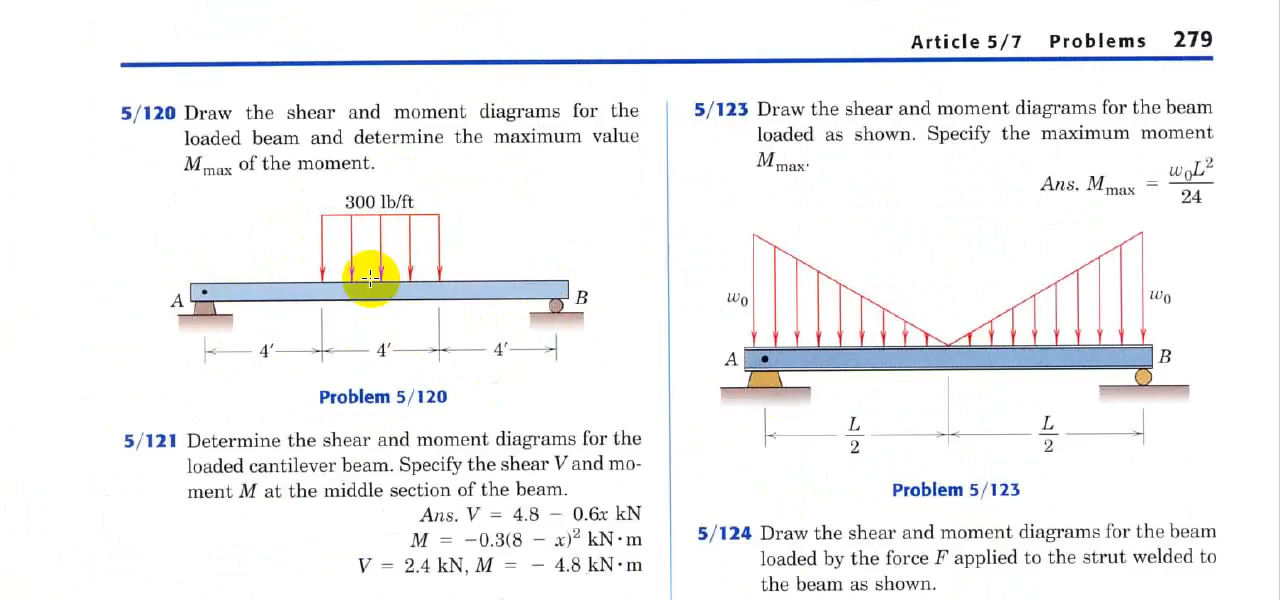 Article 5/7 Problems 279
5/120 Draw the shear and moment diagrams for the
loaded beam and determine the maximum value
Mmax of the moment.
300 lb/ft
A
B
4′ 4′ 4′
Problem 5/120
5/121 Determine the shear and moment diagrams for the
loaded cantilever beam. Specify the shear V and mo-
ment M at the middle section of the beam.
Ans. V = 4.8 − 0.6x kN
M = −0.3(8 − x)² kN·m
V = 2.4 kN, M = − 4.8 kN·m
5/123 Draw the shear and moment diagrams for the beam
loaded as shown. Specify the maximum moment
Mmax.
Ans. Mmax = w₀L²/24
w₀
w₀
A
B
L/2 L/2
Problem 5/123
5/124 Draw the shear and moment diagrams for the beam
loaded by the force F applied to the strut welded to
the beam as shown.